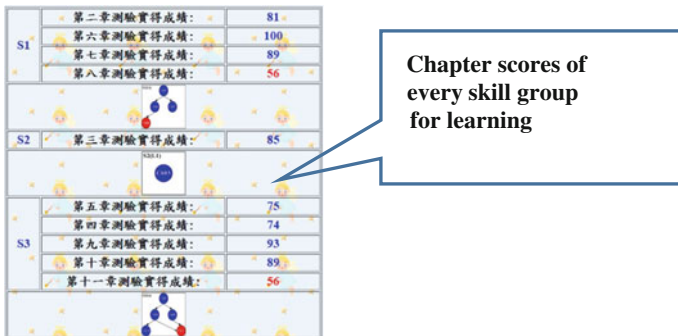 S1
第二章測驗實得成績: 81
第六章測驗實得成績: 100
第七章測驗實得成績: 89
第八章測驗實得成績: 56
S2 第三章測驗實得成績: 85
S3
第五章測驗實得成績: 75
第四章測驗實得成績: 74
第九章測驗實得成績: 93
第十章測驗實得成績: 89
第十一章測驗實得成績: 56
Chapter scores of
every skill group
for learning